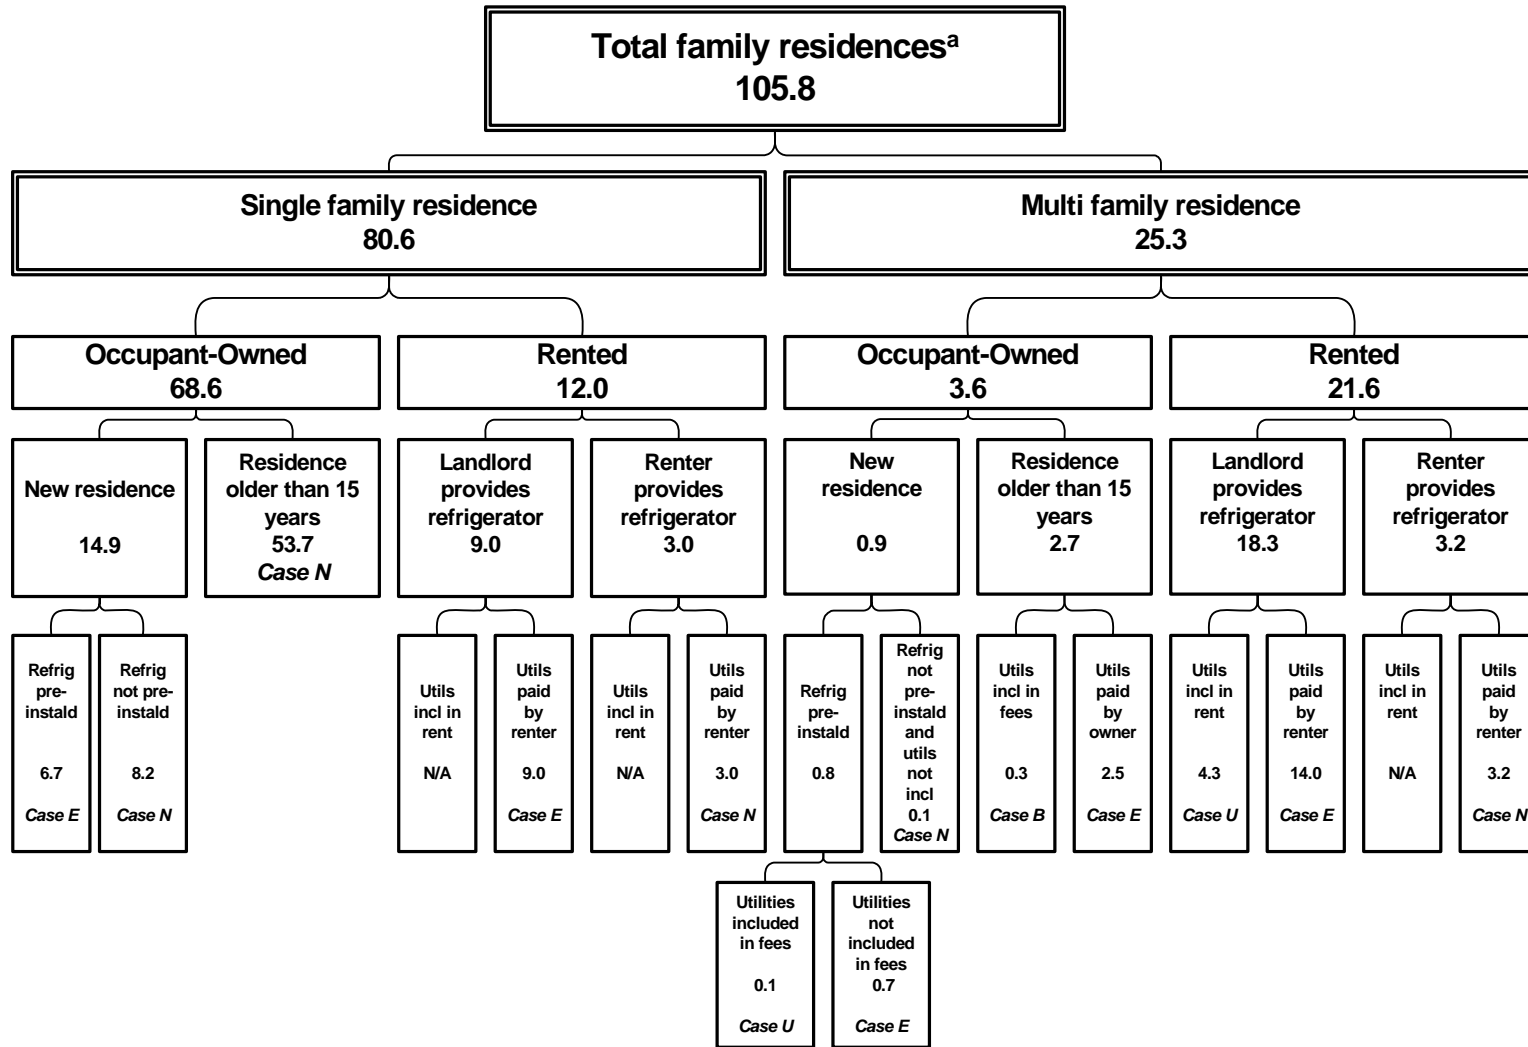 Total family residencesª
105.8
Single family residence
80.6
Multi family residence
25.3
Occupant-Owned
68.6
Rented
12.0
Occupant-Owned
3.6
Rented
21.6
New residence
14.9
Residence
older than 15
years
53.7
Case N
Landlord
provides
refrigerator
9.0
Renter
provides
refrigerator
3.0
New
residence
0.9
Residence
older than 15
years
2.7
Landlord
provides
refrigerator
18.3
Renter
provides
refrigerator
3.2
Refrig
pre-
instald
6.7
Case E
Refrig
not pre-
instald
8.2
Case N
Utils
incl in
rent
N/A
Utils
paid
by
renter
9.0
Case E
Utils
incl in
rent
N/A
Utils
paid
by
renter
3.0
Case N
Refrig
pre-
instald
0.8
Refrig
not
pre-
instald
and
utils
not
incl
0.1
Case N
Utils
incl in
fees
0.3
Case B
Utils
paid
by
owner
2.5
Case E
Utils
incl in
rent
4.3
Case U
Utils
paid
by
renter
14.0
Case E
Utils
incl in
rent
N/A
Utils
paid
by
renter
3.2
Case N
Utilities
included
in fees
0.1
Case U
Utilities
not
included
in fees
0.7
Case E